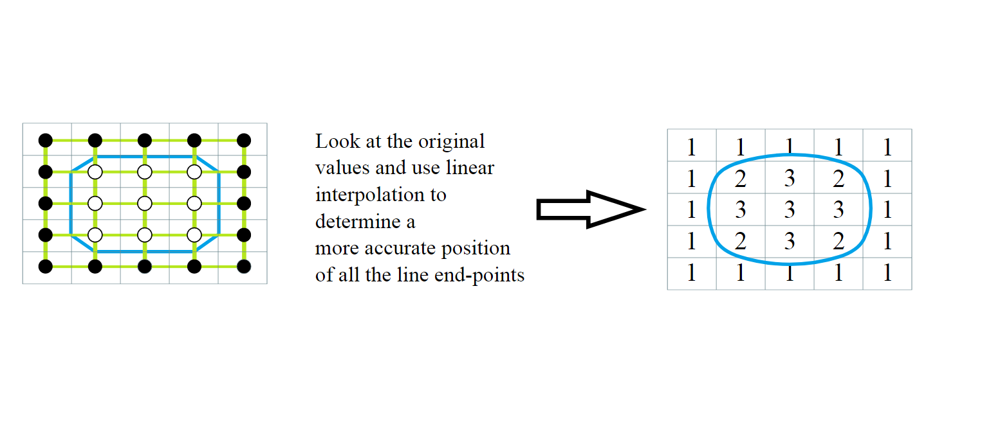 Look at the original
values and use linear
interpolation to
determine a
more accurate position
of all the line end-points
1 1 1 1 1
1 2 3 2 1
1 3 3 3 1
1 2 3 2 1
1 1 1 1 1